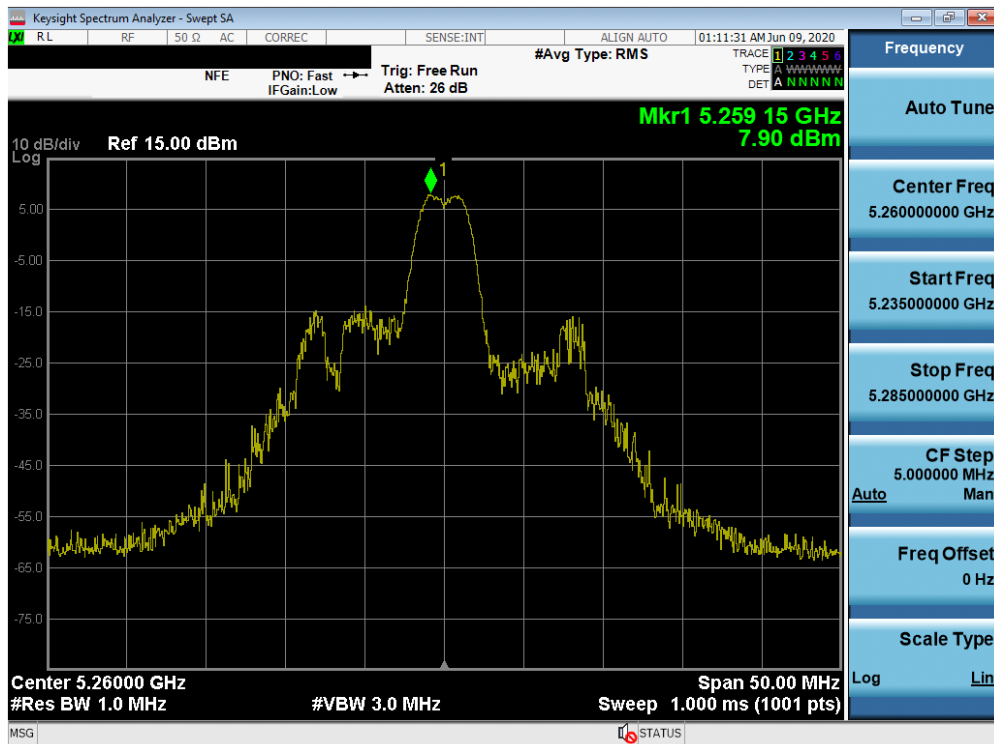 Keysight Spectrum Analyzer - Swept SA
LXI RL RF 50 Ω AC CORREC SENSE:INT ALIGN AUTO 01:11:31 AM Jun 09, 2020
NFE PNO: Fast Trig: Free Run #Avg Type: RMS TRACE 1 2 3 4 5 6
IFGain:Low Atten: 26 dB TYPE A WWWWW
DET A N N N N N
Mkr1 5.259 15 GHz
7.90 dBm
10 dB/div Ref 15.00 dBm
Log
1
5.00
-5.00
-15.0
-25.0
-35.0
-45.0
-55.0
-65.0
-75.0
Center 5.26000 GHz Span 50.00 MHz
#Res BW 1.0 MHz #VBW 3.0 MHz Sweep 1.000 ms (1001 pts)
MSG STATUS
Frequency
Auto Tune
Center Freq
5.260000000 GHz
Start Freq
5.235000000 GHz
Stop Freq
5.285000000 GHz
CF Step
5.000000 MHz
Auto Man
Freq Offset
0 Hz
Scale Type
Log Lin